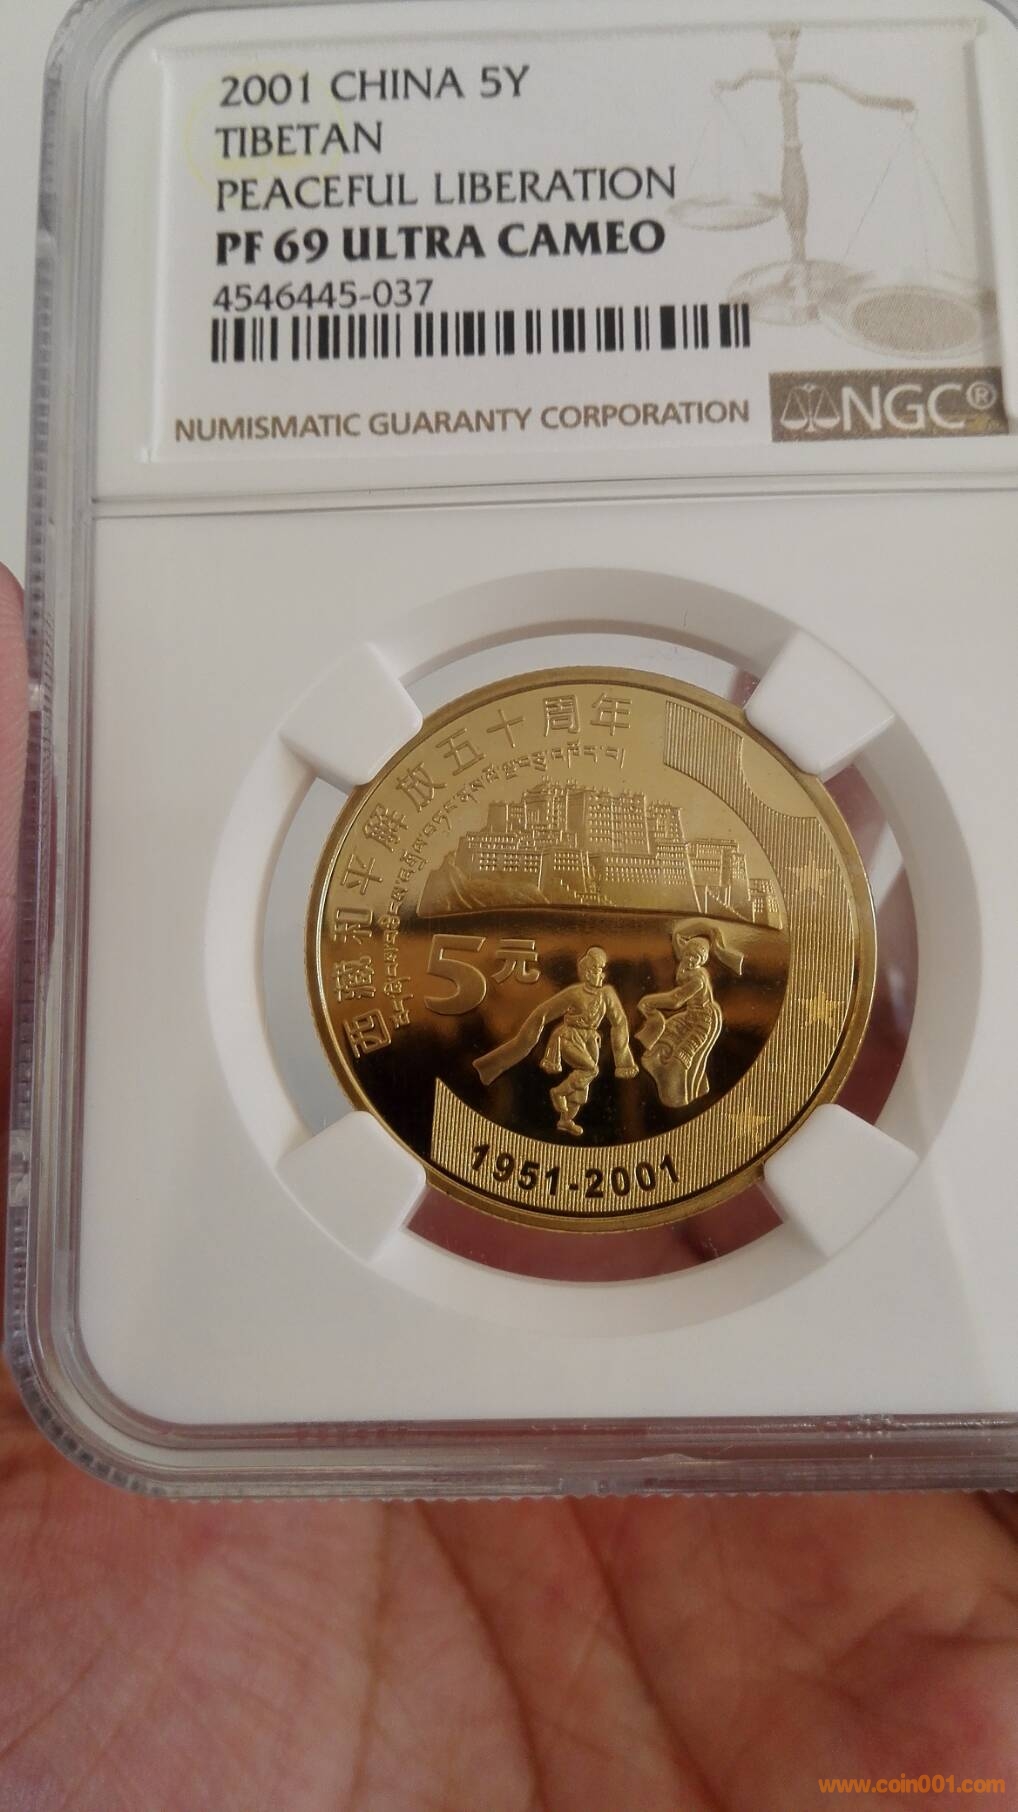 2001 CHINA 5Y
TIBETAN
PEACEFUL LIBERATION
PF 69 ULTRA CAMEO
4546445-037
NUMISMATIC GUARANTY CORPORATION
NGC®
西藏和平解放五十周年
5元
1951-2001
www.coin001.com